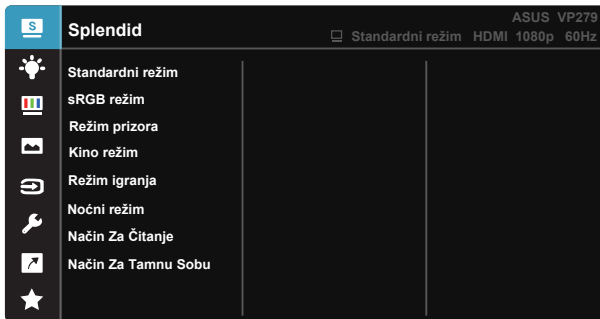 S
Splendid
ASUS VP279
Standardni režim HDMI 1080p 60Hz
Standardni režim
sRGB režim
Režim prizora
Kino režim
Režim igranja
Noćni režim
Način Za Čitanje
Način Za Tamnu Sobu